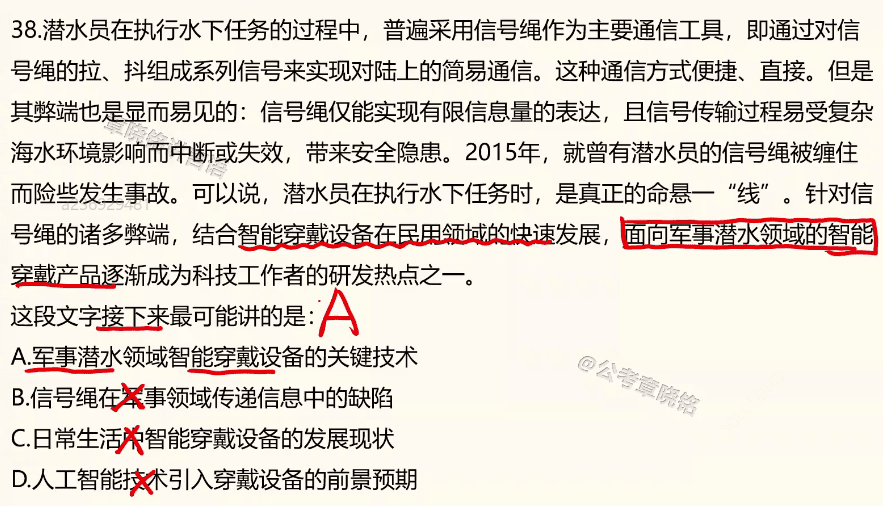 38.潜水员在执行水下任务的过程中，普遍采用信号绳作为主要通信工具，即通过对信
号绳的拉、抖组成系列信号来实现对陆上的简易通信。这种通信方式便捷、直接。但是
其弊端也是显而易见的：信号绳仅能实现有限信息量的表达，且信号传输过程易受复杂
海水环境影响而中断或失效，带来安全隐患。2015年，就曾有潜水员的信号绳被缠住
而险些发生事故。可以说，潜水员在执行水下任务时，是真正的命悬一“线”。针对信
号绳的诸多弊端，结合智能穿戴设备在民用领域的快速发展，面向军事潜水领域的智能
穿戴产品逐渐成为科技工作者的研发热点之一。
这段文字接下来最可能讲的是：A
A.军事潜水领域智能穿戴设备的关键技术
B.信号绳在军事领域传递信息中的缺陷
C.日常生活中智能穿戴设备的发展现状
D.人工智能技术引入穿戴设备的前景预期
@公考章晓铭